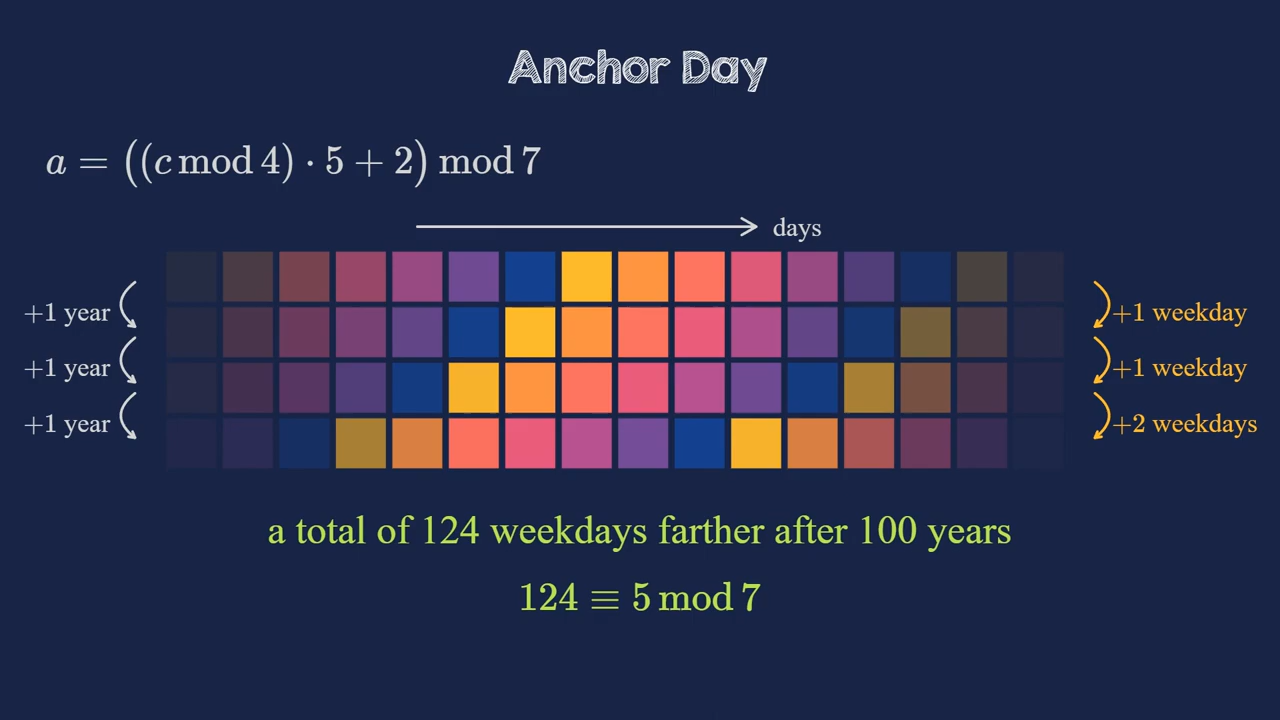 Anchor Day
a = ((c mod 4) · 5 + 2) mod 7
days
+1 year
+1 weekday
+1 year
+1 weekday
+1 year
+2 weekdays
a total of 124 weekdays farther after 100 years
124 ≡ 5 mod 7